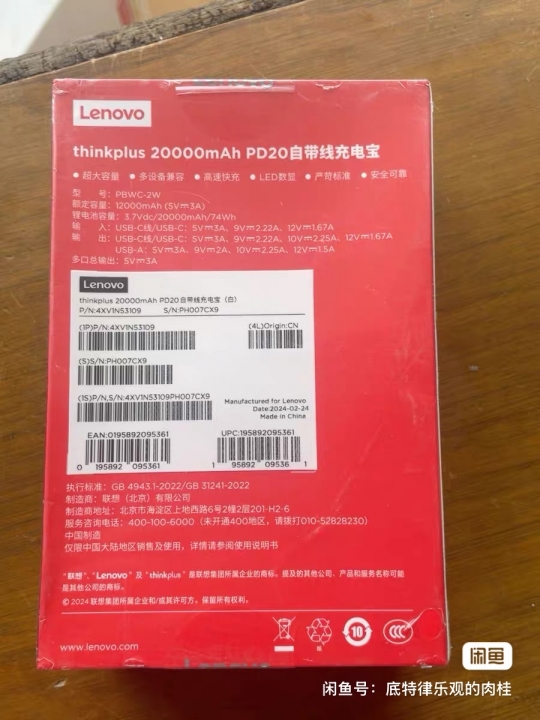 Lenovo
thinkplus 20000mAh PD20自带线充电宝
● 超大容量 ● 多设备兼容 ● 高速快充 ● LED数显 ● 严苛标准 ● 安全可靠
型 号：PBWC-2W
额定容量：12000mAh (5V⎓3A)
锂电池容量：3.7Vdc/20000mAh/74Wh
输 入：USB-C线/USB-C：5V⎓3A、9V⎓2.22A、12V⎓1.67A
输 出：USB-C线/USB-C：5V⎓3A、9V⎓2.22A、10V⎓2.25A、12V⎓1.67A
USB-A：5V⎓3A、9V⎓2A、10V⎓2.25A、12V⎓1.5A
多口总输出：5V⎓3A
Lenovo
thinkplus 20000mAh PD20自带线充电宝（白）
P/N:4XV1N53109 S/N:PH007CX9
(1P)P/N:4XV1N53109 (4L)Origin:CN
(S)S/N:PH007CX9
(1S)P/N,S/N:4XV1N53109PH007CX9
Manufactured for Lenovo
Date:2024-02-24
Made in China
EAN:0195892095361 UPC:195892095361
0 195892 095361 1 95892 09536 1
执行标准：GB 4943.1-2022/GB 31241-2022
制造商：联想（北京）有限公司
制造商地址：北京市海淀区上地西路6号2幢2层201-H2-6
服务咨询电话：400-100-6000（未开通400地区，请拨打010-52828230）
中国制造
仅限中国大陆地区销售及使用，详情请参阅使用说明书
“联想”、“Lenovo” 及 “thinkplus” 是联想集团所属企业的商标。提及的其他公司、产品和服务名称可能
是其他公司的商标。
© 2024 联想集团所属企业和/或其许可方。保留所有权利。
10
CCC
www.lenovo.com
闲鱼
闲鱼号：底特律乐观的肉桂